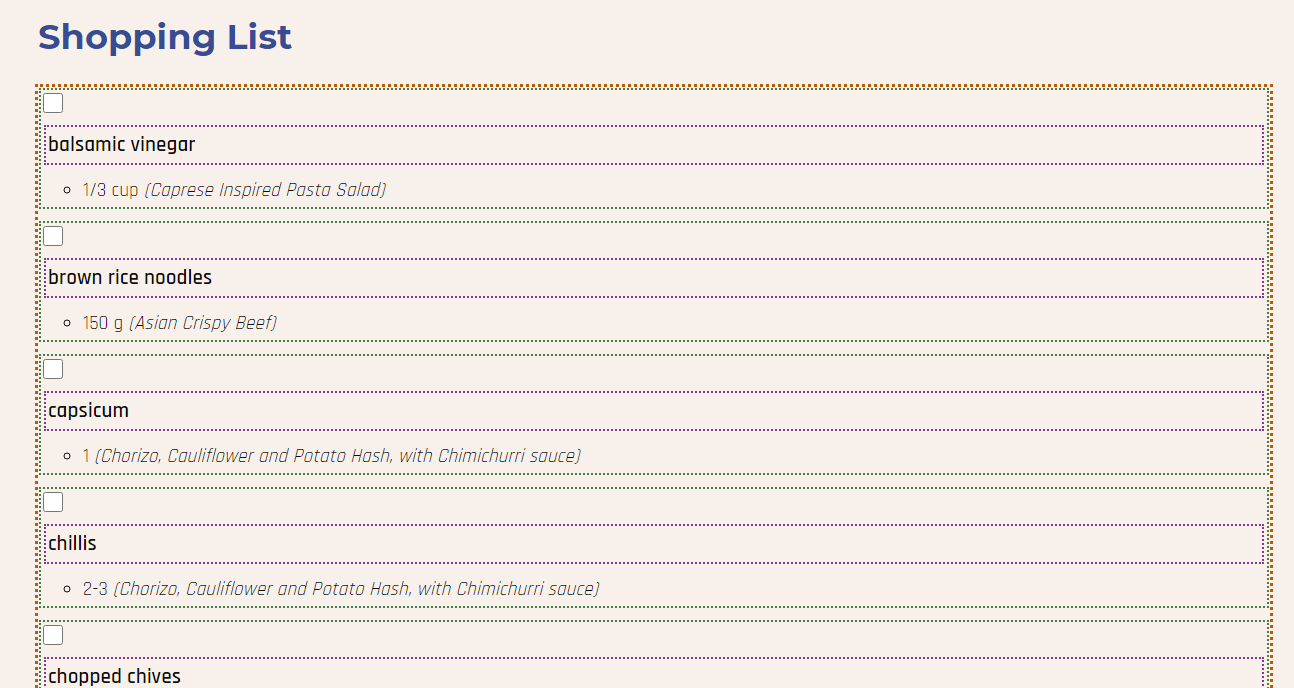 Shopping List
balsamic vinegar
1/3 cup (Caprese Inspired Pasta Salad)
brown rice noodles
150 g (Asian Crispy Beef)
capsicum
1 (Chorizo, Cauliflower and Potato Hash, with Chimichurri sauce)
chillis
2-3 (Chorizo, Cauliflower and Potato Hash, with Chimichurri sauce)
chopped chives